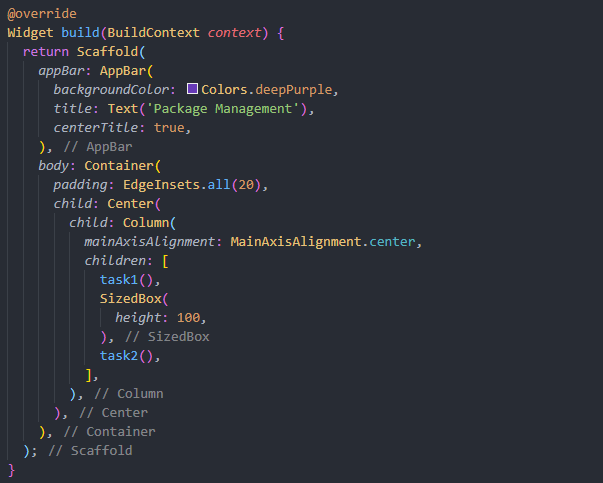 @override
Widget build(BuildContext context) {
  return Scaffold(
    appBar: AppBar(
      backgroundColor: Colors.deepPurple,
      title: Text('Package Management'),
      centerTitle: true,
    ), // AppBar
    body: Container(
      padding: EdgeInsets.all(20),
      child: Center(
        child: Column(
          mainAxisAlignment: MainAxisAlignment.center,
          children: [
            task1(),
            SizedBox(
              height: 100,
            ), // SizedBox
            task2(),
          ],
        ), // Column
      ), // Center
    ), // Container
  ); // Scaffold
}